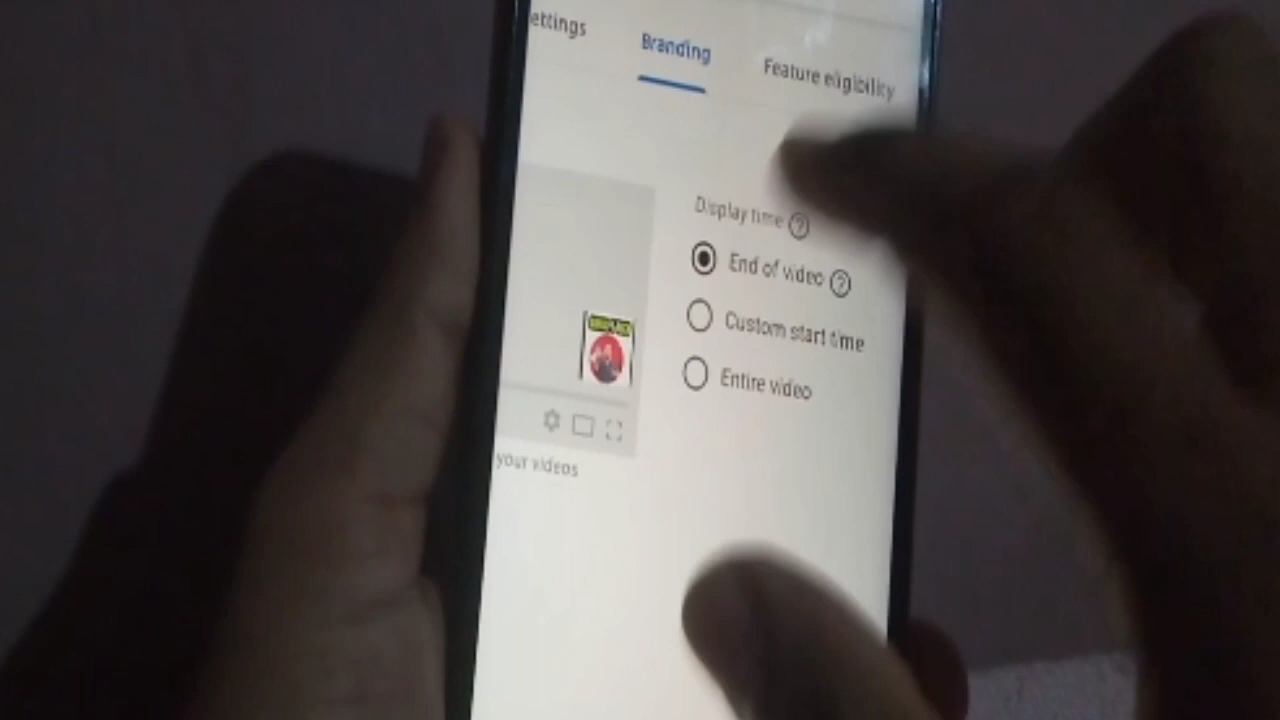 ettings
Branding
Feature eligibility
Display time ?
End of video ?
Custom start time
Entire video
your videos